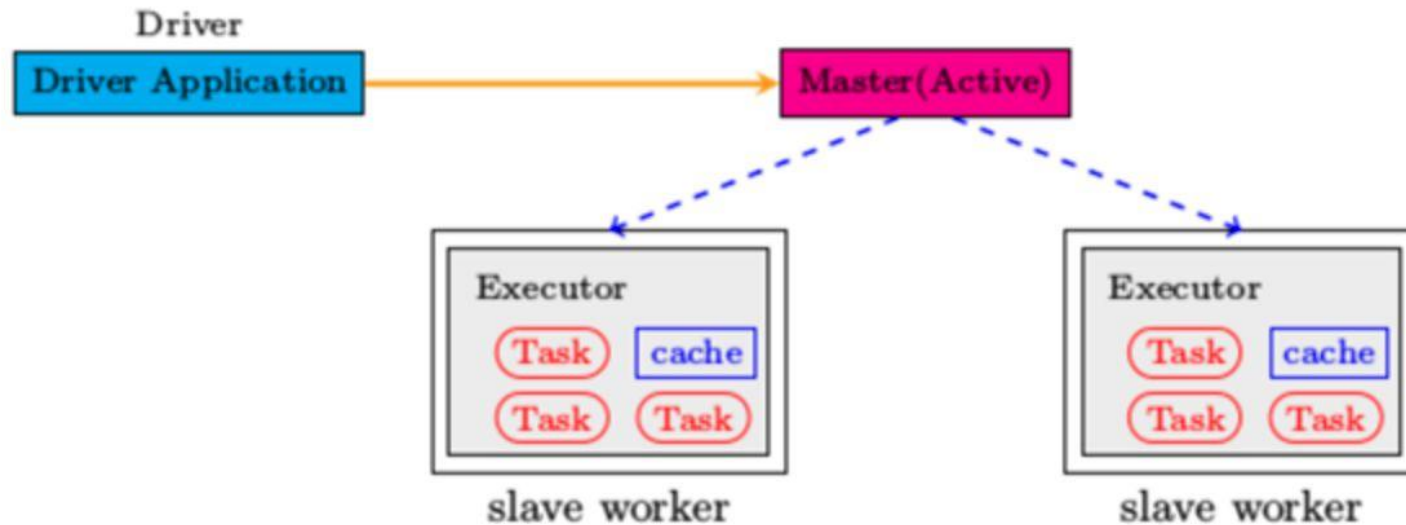 Driver
Driver Application
Master(Active)
Executor
Task
cache
Task
Task
slave worker
Executor
Task
cache
Task
Task
slave worker